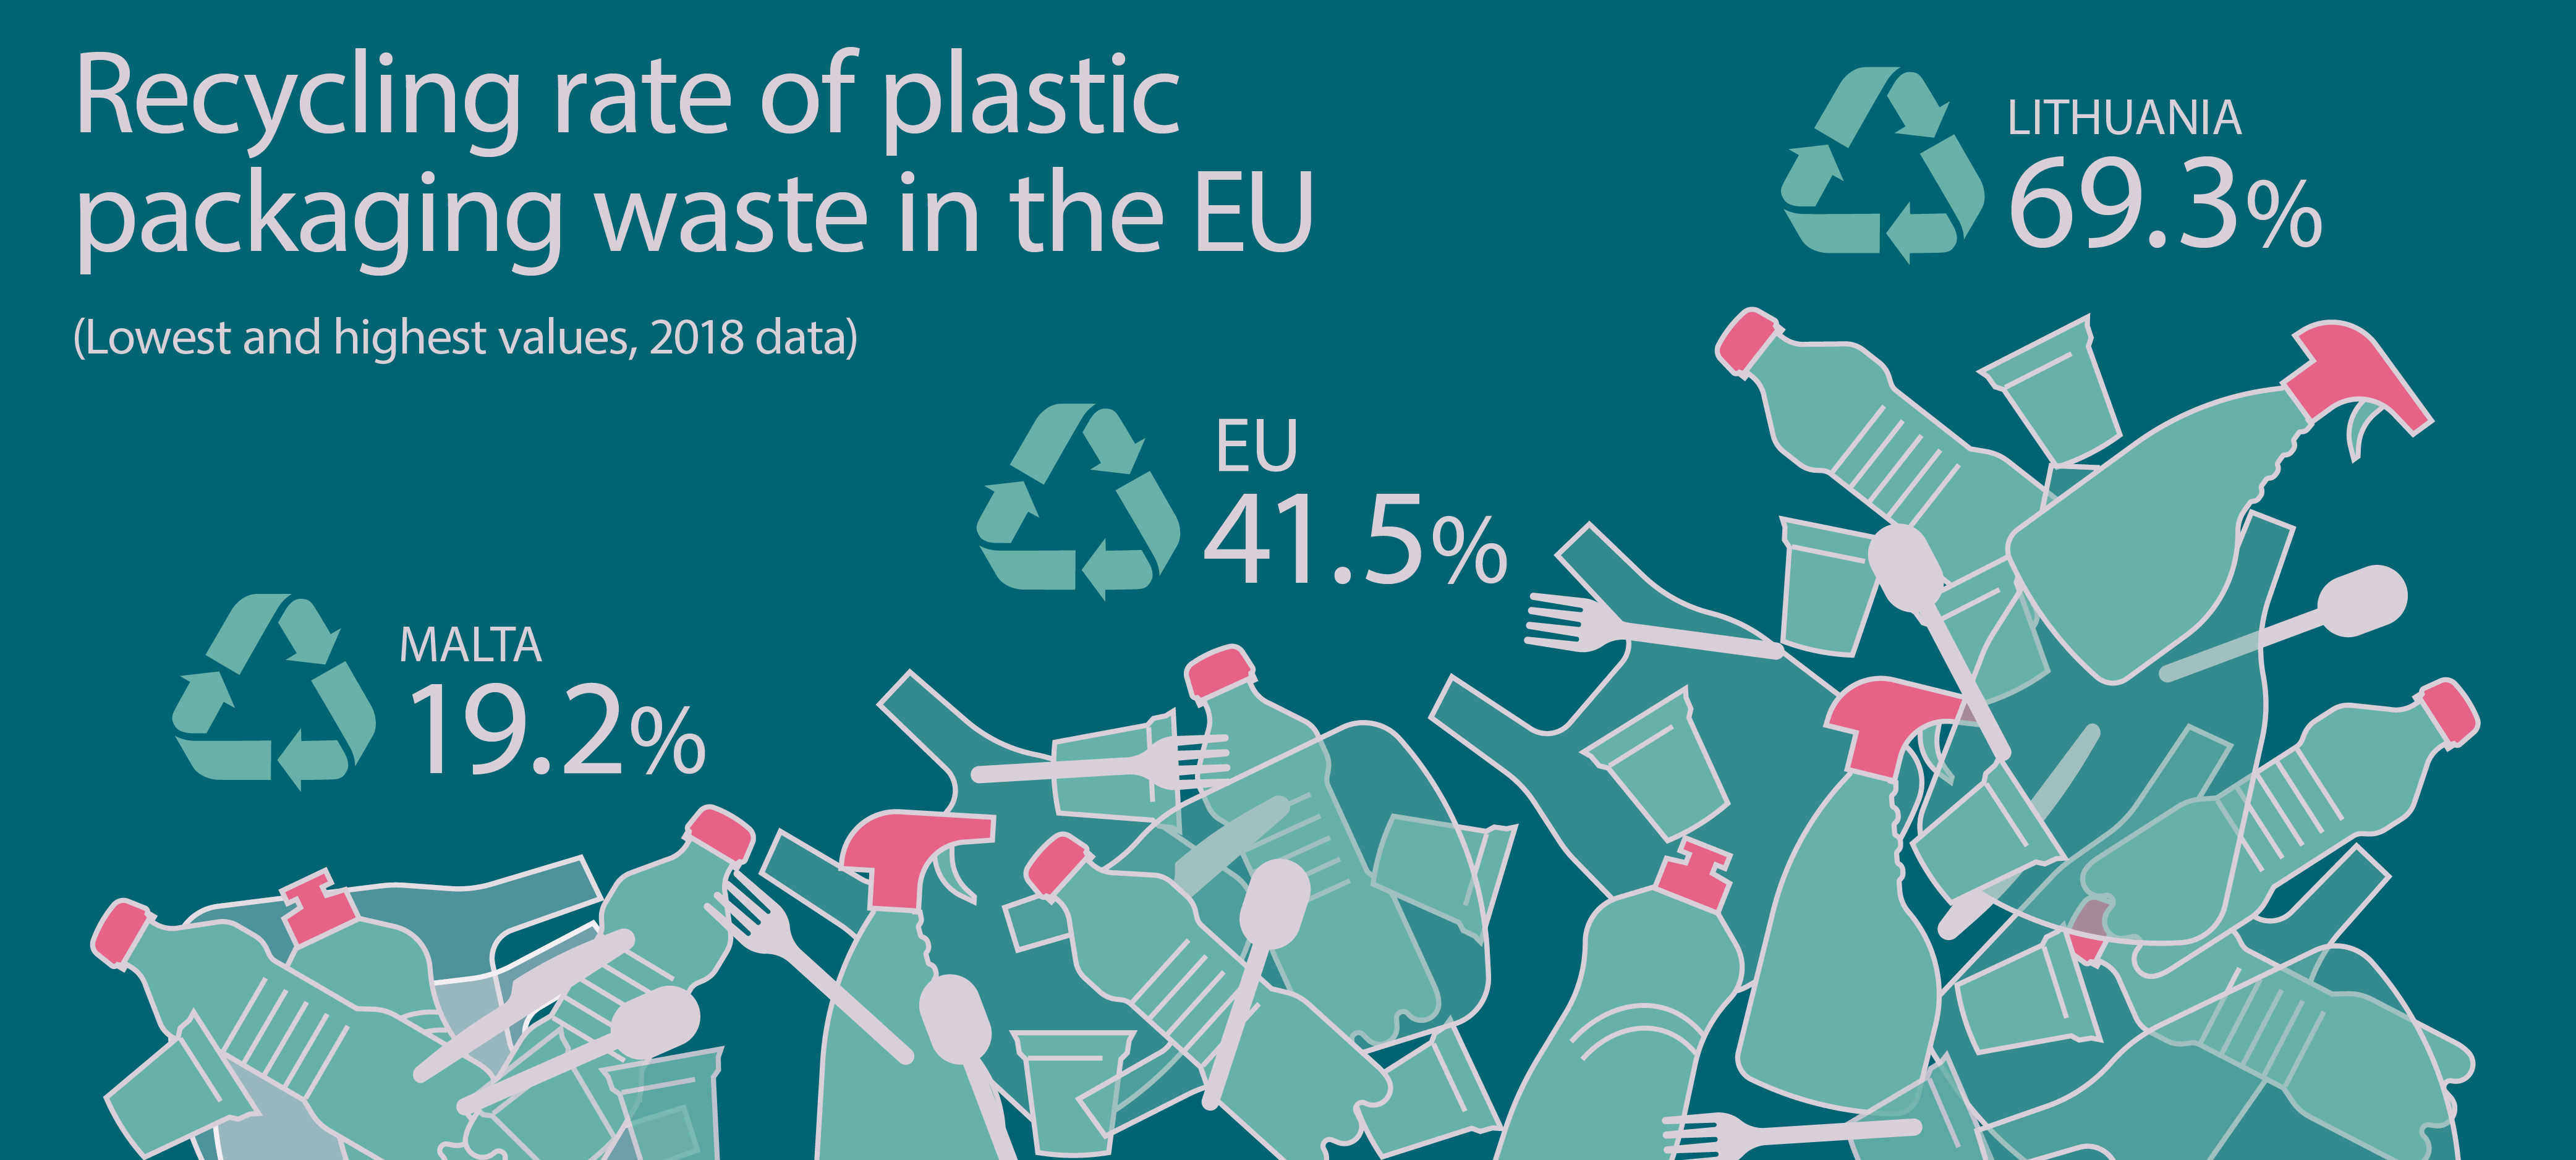 Recycling rate of plastic
packaging waste in the EU
(Lowest and highest values, 2018 data)
LITHUANIA
69.3%
EU
41.5%
MALTA
19.2%